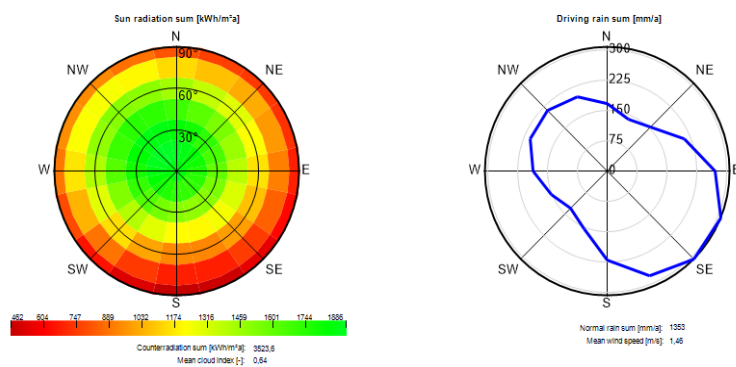 Sun radiation sum [kWh/m²a]
N
90°
NW
NE
60°
30°
W
E
SW
SE
S
462 604 747 889 1032 1174 1316 1459 1601 1744 1886
Counterradiation sum [kWh/m²a]: 3523,6
Mean cloud index [-]: 0,64
Driving rain sum [mm/a]
N
300
NW
NE
225
150
75
W
0
E
SW
SE
S
Normal rain sum [mm/a]: 1353
Mean wind speed [m/s]: 1,46